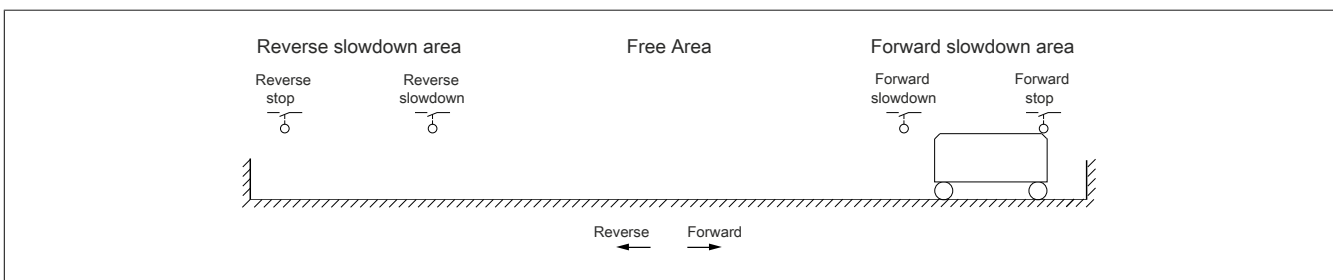 Reverse slowdown area
Free Area
Forward slowdown area
Reverse
stop
Reverse
slowdown
Forward
slowdown
Forward
stop
Reverse
Forward